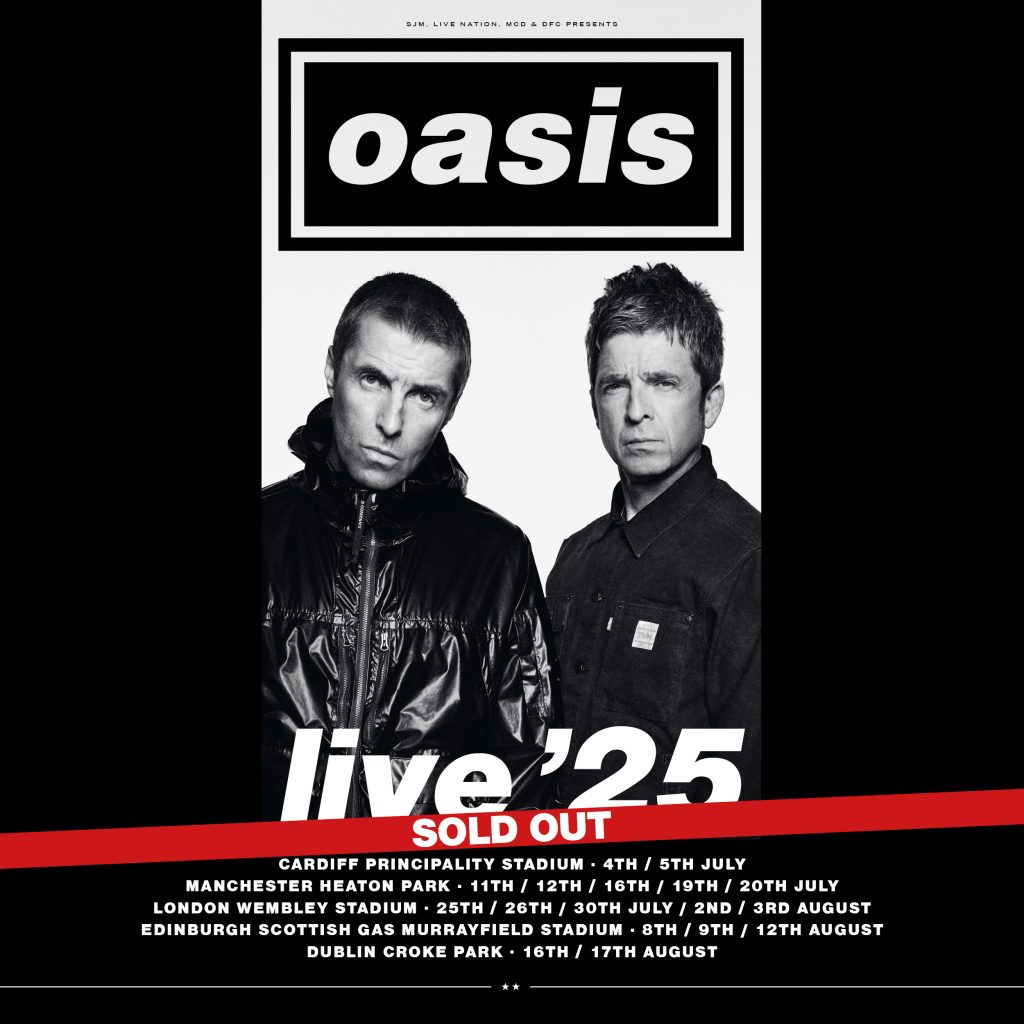 SJM, LIVE NATION, MCD & DFC PRESENTS
oasis
live '25
SOLD OUT
CARDIFF PRINCIPALITY STADIUM · 4TH / 5TH JULY
MANCHESTER HEATON PARK · 11TH / 12TH / 16TH / 19TH / 20TH JULY
LONDON WEMBLEY STADIUM · 25TH / 26TH / 30TH JULY / 2ND / 3RD AUGUST
EDINBURGH SCOTTISH GAS MURRAYFIELD STADIUM · 8TH / 9TH / 12TH AUGUST
DUBLIN CROKE PARK · 16TH / 17TH AUGUST